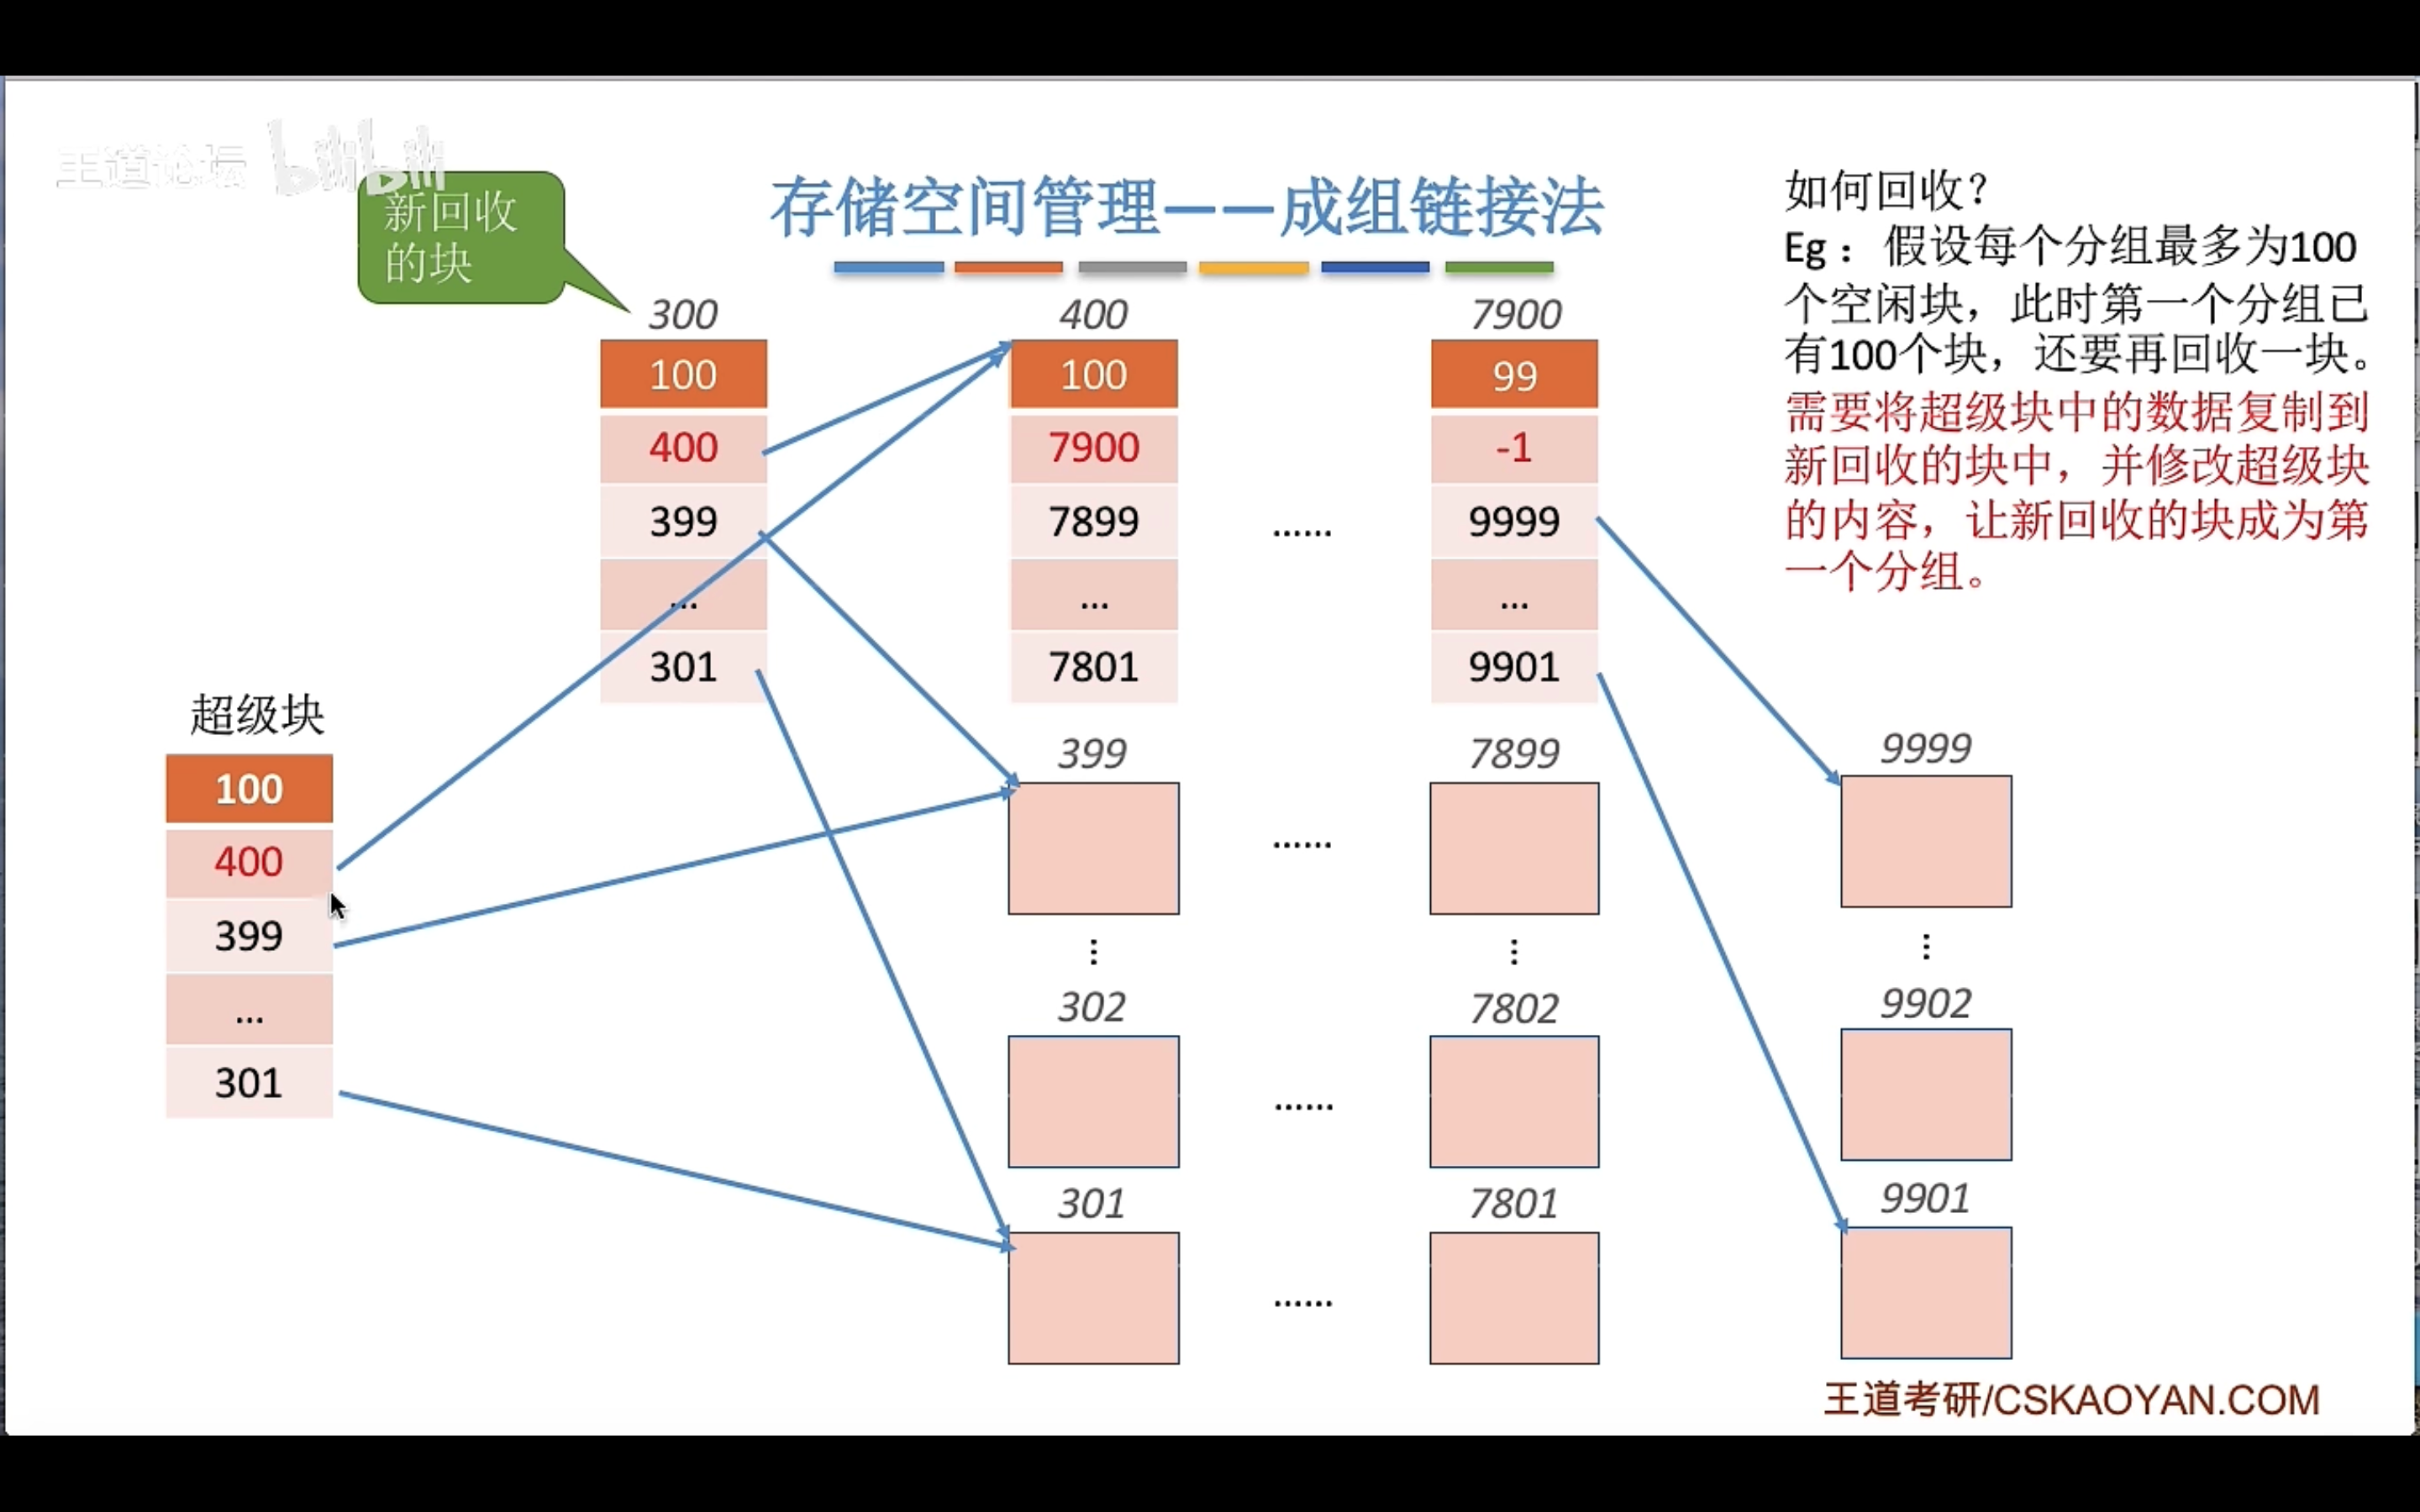 王道论坛 bilibili
新回收
的块
存储空间管理——成组链接法
如何回收？
Eg：假设每个分组最多为100
个空闲块，此时第一个分组已
有100个块，还要再回收一块。
需要将超级块中的数据复制到
新回收的块中，并修改超级块
的内容，让新回收的块成为第
一个分组。
300
100
400
399
...
301
400
100
7900
7899
...
7801
......
7900
99
-1
9999
...
9901
超级块
100
400
399
...
301
399
......
7899
9999
302
......
7802
9902
301
......
7801
9901
王道考研/CSKAOYAN.COM